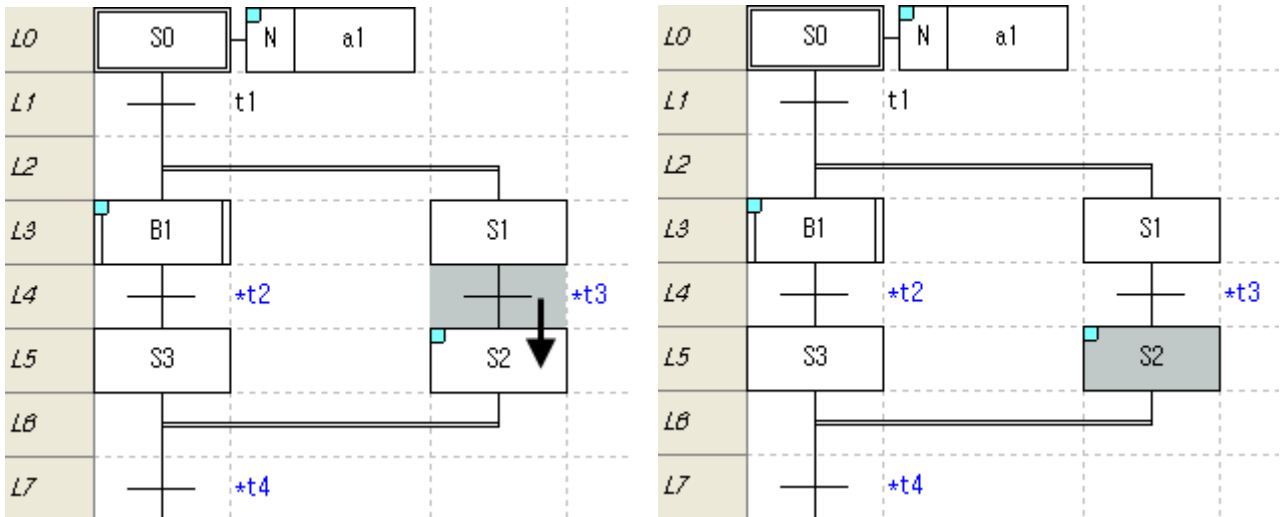 L0 S0 N a1
L1 t1
L2
L3 B1 S1
L4 *t2 *t3
L5 S3 S2
L6
L7 *t4
L0 S0 N a1
L1 t1
L2
L3 B1 S1
L4 *t2 *t3
L5 S3 S2
L6
L7 *t4